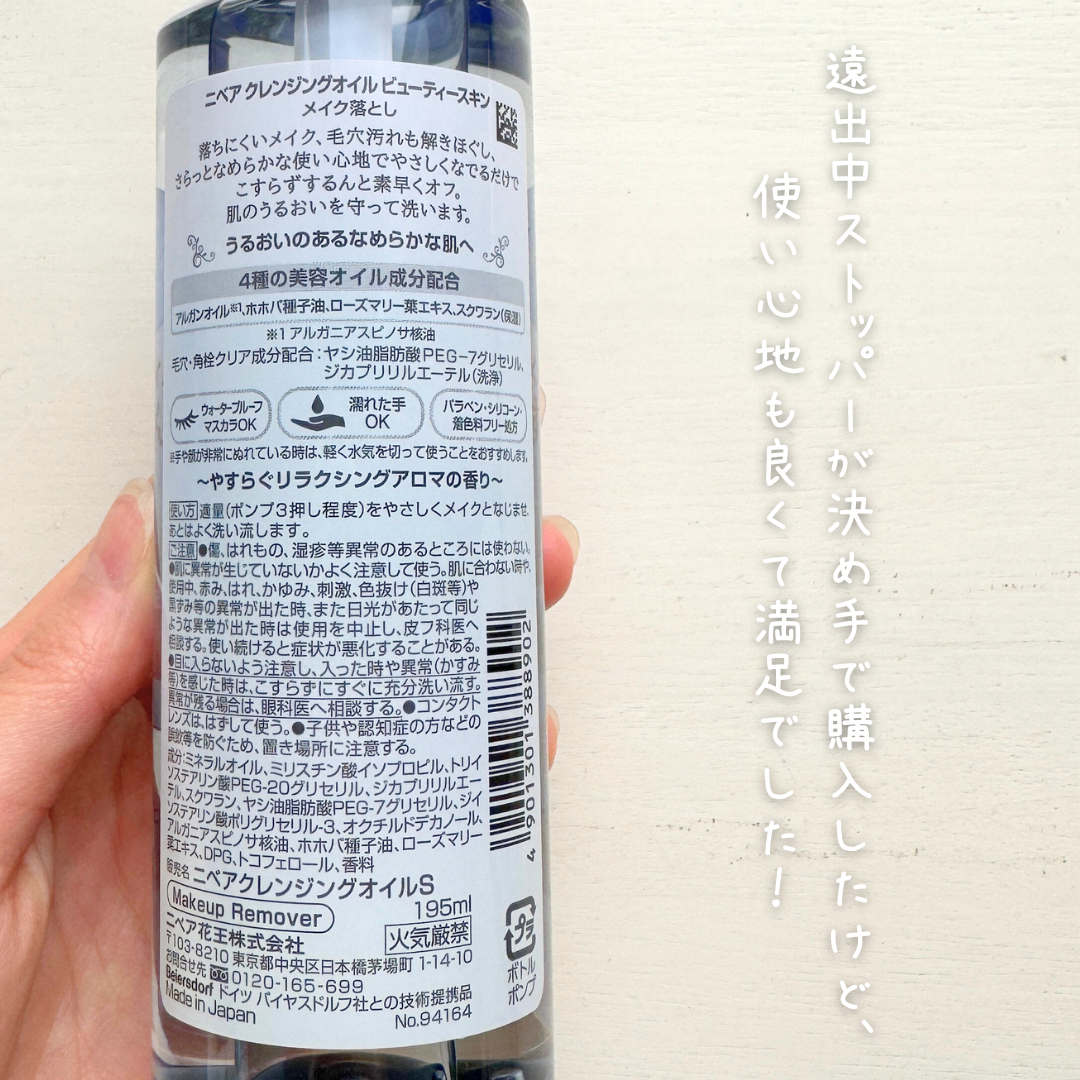 ニベア クレンジングオイル ビューティースキン
メイク落とし
落ちにくいメイク、毛穴汚れも解きほぐし、
さらっとなめらかな使い心地でやさしくなでるだけで
こすらずするんと素早くオフ。
肌のうるおいを守って洗います。
うるおいのあるなめらかな肌へ
4種の美容オイル成分配合
アルガンオイル※1、ホホバ種子油、ローズマリー葉エキス、スクワラン(保湿)
※1 アルガニアスピノサ核油
毛穴・角栓クリア成分配合：ヤシ油脂肪酸PEG-7グリセリル、
ジカプリリルエーテル(洗浄)
ウォータープルーフ
マスカラOK
濡れた手
OK
パラベン・シリコーン・
着色料フリー処方
※手や顔が非常にぬれている時は、軽く水気を切って使うことをおすすめします。
～やすらぐリラクシングアロマの香り～
使い方 適量(ポンプ3押し程度)をやさしくメイクとなじませ、
あとはよく洗い流します。
ご注意 ●傷、はれもの、湿疹等異常のあるところには使わない。
●肌に異常が生じていないかよく注意して使う。肌に合わない時や、
使用中、赤み、はれ、かゆみ、刺激、色抜け(白斑等)や
黒ずみ等の異常が出た時、また日光があたって同じ
ような異常が出た時は使用を中止し、皮フ科医へ
相談する。使い続けると症状が悪化することがある。
●目に入らないよう注意し、入った時や異常(かすみ
等)を感じた時は、こすらずにすぐに充分洗い流す。
異常が残る場合は、眼科医へ相談する。●コンタクト
レンズは、はずして使う。●子供や認知症の方などの
誤飲等を防ぐため、置き場所に注意する。
成分：ミネラルオイル、ミリスチン酸イソプロピル、トリイ
ソステアリン酸PEG-20グリセリル、ジカプリリルエー
テル、スクワラン、ヤシ油脂肪酸PEG-7グリセリル、ジイ
ソステアリン酸ポリグリセリル-3、オクチルドデカノール、
アルガニアスピノサ核油、ホホバ種子油、ローズマリー
葉エキス、DPG、トコフェロール、香料
販売名 ニベアクレンジングオイルS
Makeup Remover
195ml
ニベア花王株式会社
火気厳禁
〒103-8210 東京都中央区日本橋茅場町 1-14-10
お問合せ先 0120-165-699
Beiersdorf ドイツ バイヤスドルフ社との技術提携品
Made in Japan
No.94164
4 901301 388902
プラ
ボトル
ポンプ
遠出中ストッパーが決め手で購入したけど、
使い心地も良くて満足でした！